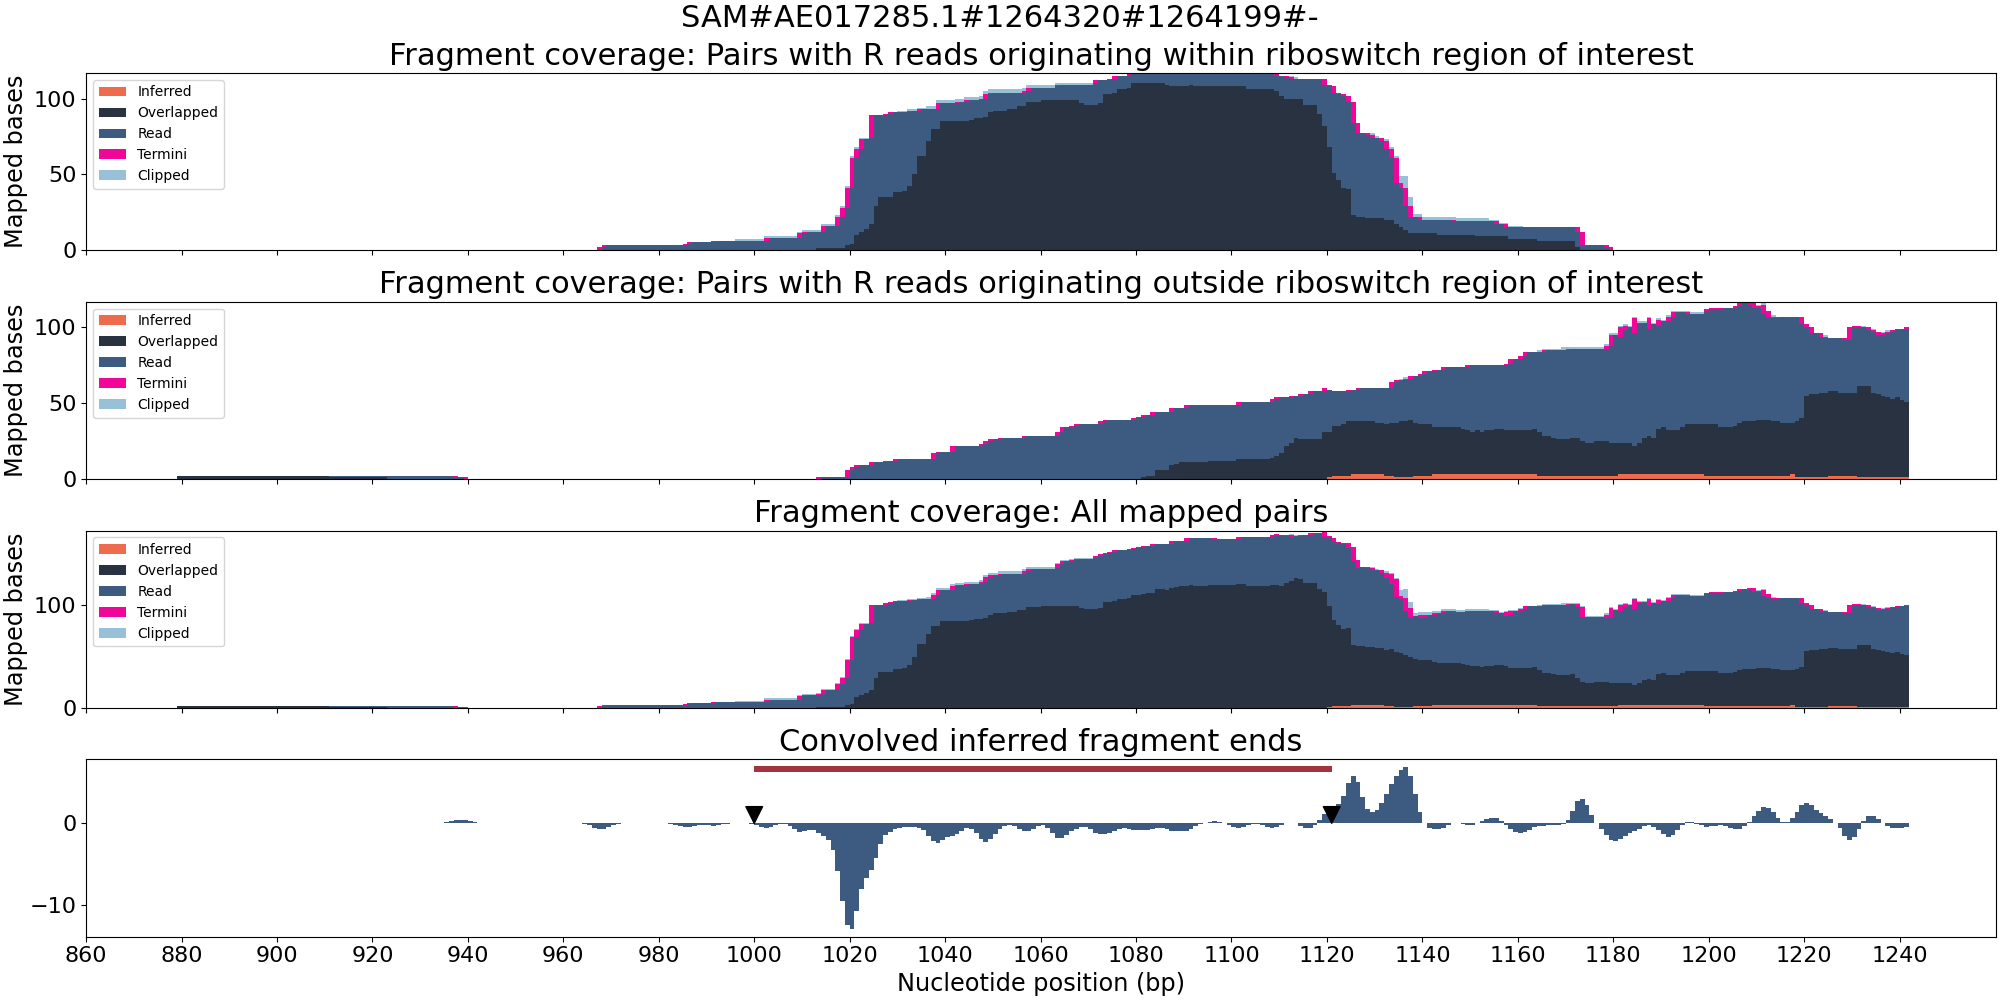 SAM#AE017285.1#1264320#1264199#-
Fragment coverage: Pairs with R reads originating within riboswitch region of interest
Mapped bases
100
50
0
Inferred
Overlapped
Read
Termini
Clipped
Fragment coverage: Pairs with R reads originating outside riboswitch region of interest
Mapped bases
100
50
0
Inferred
Overlapped
Read
Termini
Clipped
Fragment coverage: All mapped pairs
Mapped bases
100
0
Inferred
Overlapped
Read
Termini
Clipped
Convolved inferred fragment ends
0
−10
860 880 900 920 940 960 980 1000 1020 1040 1060 1080 1100 1120 1140 1160 1180 1200 1220 1240
Nucleotide position (bp)